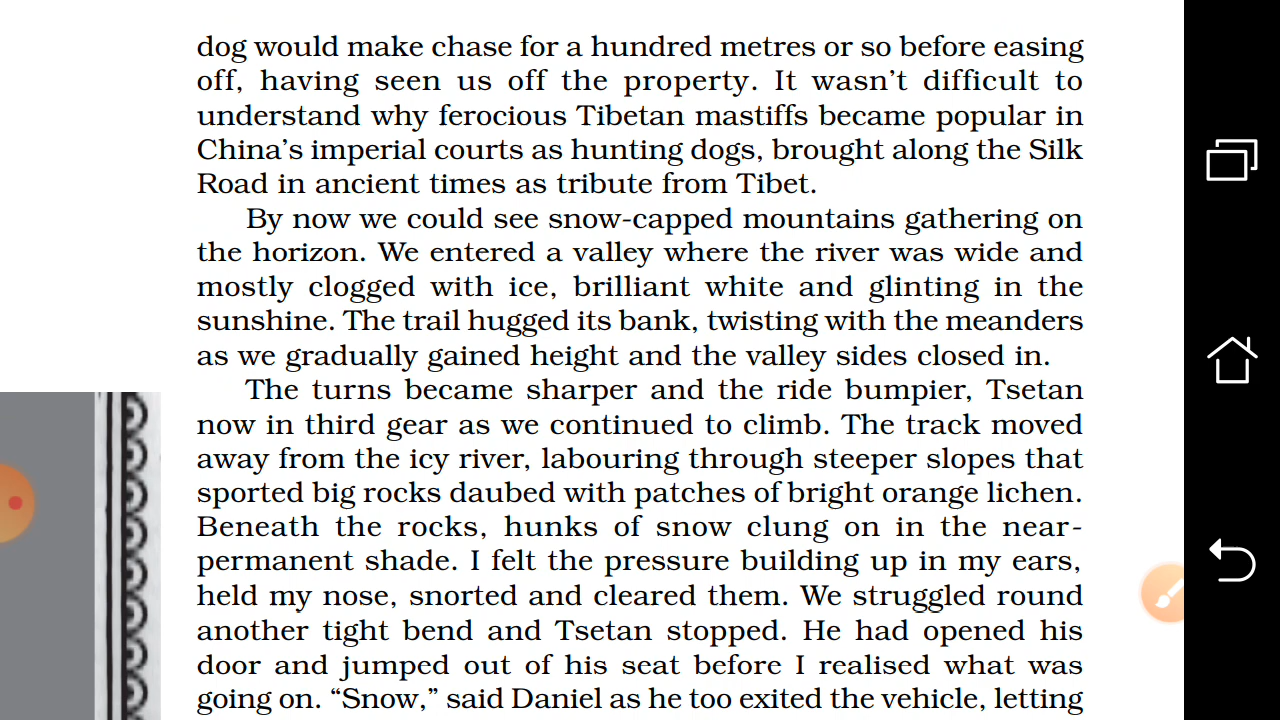 dog would make chase for a hundred metres or so before easing
off, having seen us off the property. It wasn't difficult to
understand why ferocious Tibetan mastiffs became popular in
China's imperial courts as hunting dogs, brought along the Silk
Road in ancient times as tribute from Tibet.
By now we could see snow-capped mountains gathering on
the horizon. We entered a valley where the river was wide and
mostly clogged with ice, brilliant white and glinting in the
sunshine. The trail hugged its bank, twisting with the meanders
as we gradually gained height and the valley sides closed in.
The turns became sharper and the ride bumpier, Tsetan
now in third gear as we continued to climb. The track moved
away from the icy river, labouring through steeper slopes that
sported big rocks daubed with patches of bright orange lichen.
Beneath the rocks, hunks of snow clung on in the near-
permanent shade. I felt the pressure building up in my ears,
held my nose, snorted and cleared them. We struggled round
another tight bend and Tsetan stopped. He had opened his
door and jumped out of his seat before I realised what was
going on. “Snow,” said Daniel as he too exited the vehicle, letting